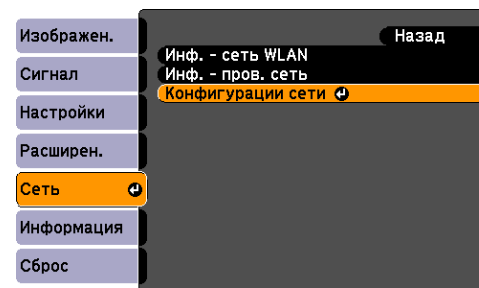 Изображен.
Сигнал
Настройки
Расширен.
Сеть
Информация
Сброс
Назад
Инф. - сеть WLAN
Инф. - пров. сеть
Конфигурации сети